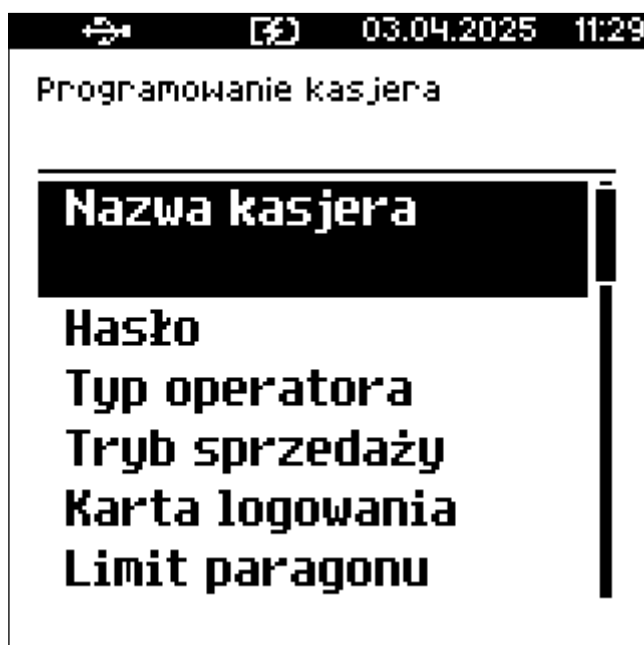 03.04.2025 11:29
Programowanie kasjera
Nazwa kasjera
Hasło
Typ operatora
Tryb sprzedaży
Karta logowania
Limit paragonu